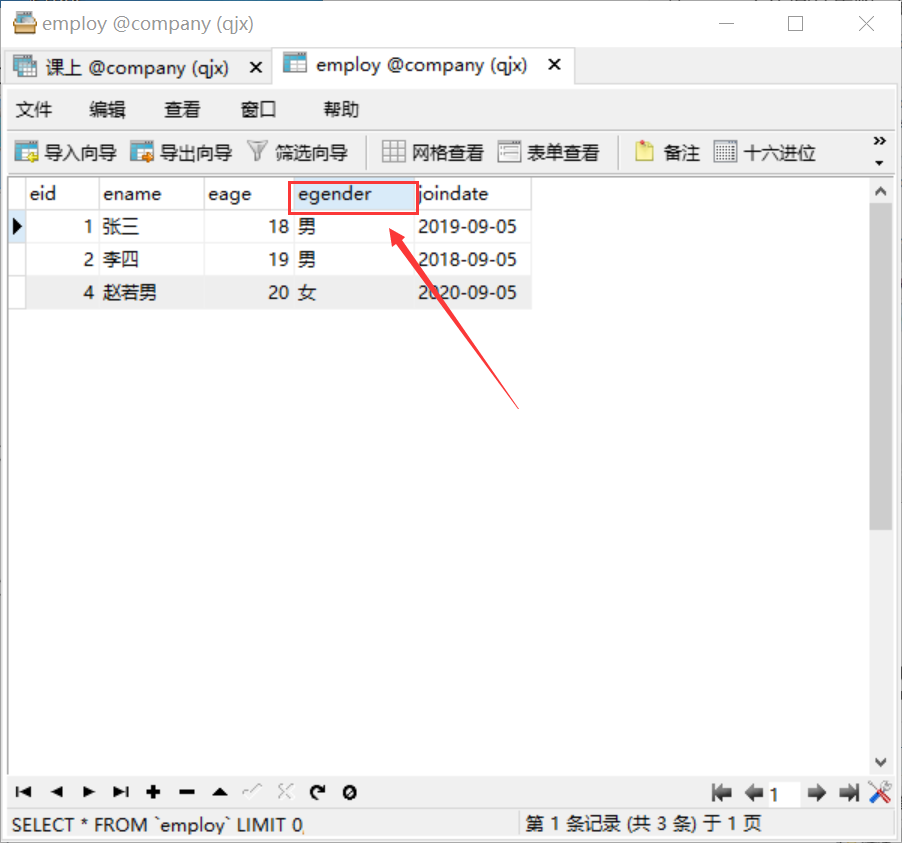 employ @company (qjx)
课上 @company (qjx) employ @company (qjx)
文件 编辑 查看 窗口 帮助
导入向导 导出向导 筛选向导 网格查看 表单查看 备注 十六进位
eid ename eage egender joindate
1 张三 18 男 2019-09-05
2 李四 19 男 2018-09-05
4 赵若男 20 女 2020-09-05
1
SELECT * FROM `employ` LIMIT 0, 第 1 条记录 (共 3 条) 于 1 页